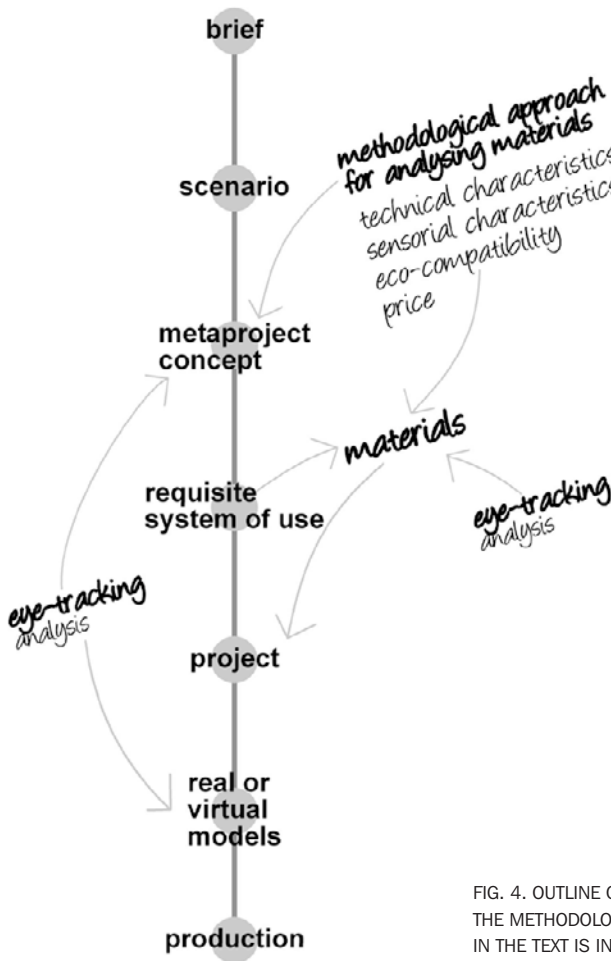 brief
scenario
methodological approach
for analysing materials
technical characteristics
sensorial characteristics
eco-compatibility
price
metaproject
concept
materials
requisite
system of use
eye-tracking
analysis
eye-tracking
analysis
project
real or
virtual
models
production
FIG. 4. OUTLINE
THE METHODOLO
IN THE TEXT IS IN